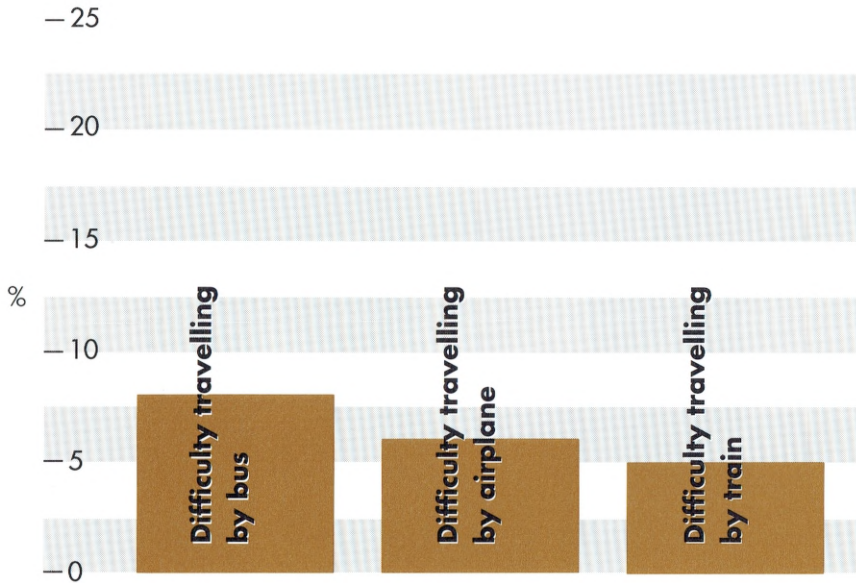 25
20
15
%
10
5
0
Difficulty travelling
by bus
Difficulty travelling
by airplane
Difficulty travelling
by train